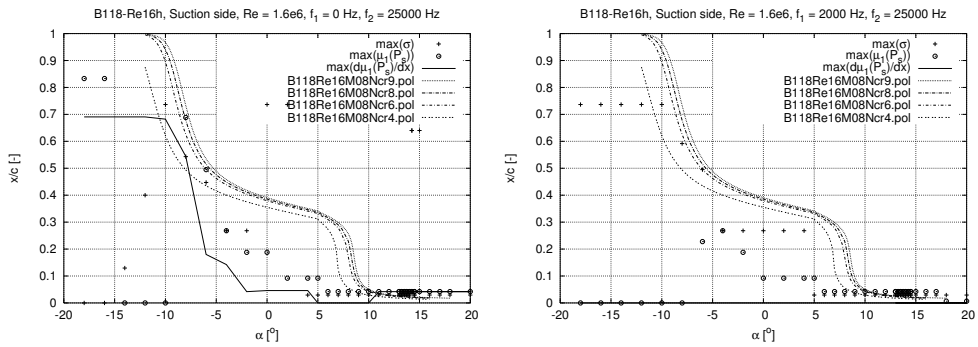 B118-Re16h, Suction side, Re = 1.6e6, f₁ = 0 Hz, f₂ = 25000 Hz
max(σ)
max(μ₁(Pₛ))
max(dμ₁(Pₛ)/dx)
B118Re16M08Ncr9.pol
B118Re16M08Ncr8.pol
B118Re16M08Ncr6.pol
B118Re16M08Ncr4.pol
1
0.9
0.8
0.7
0.6
0.5
0.4
0.3
0.2
0.1
0
x/c [-]
-20 -15 -10 -5 0 5 10 15 20
α [°]
B118-Re16h, Suction side, Re = 1.6e6, f₁ = 2000 Hz, f₂ = 25000 Hz
max(σ)
max(μ₁(Pₛ))
max(dμ₁(Pₛ)/dx)
B118Re16M08Ncr9.pol
B118Re16M08Ncr8.pol
B118Re16M08Ncr6.pol
B118Re16M08Ncr4.pol
1
0.9
0.8
0.7
0.6
0.5
0.4
0.3
0.2
0.1
0
x/c [-]
-20 -15 -10 -5 0 5 10 15 20
α [°]